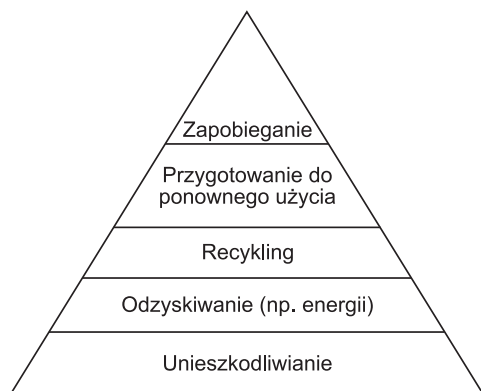 Zapobieganie
Przygotowanie do
ponownego użycia
Recykling
Odzyskiwanie (np. energii)
Unieszkodliwianie